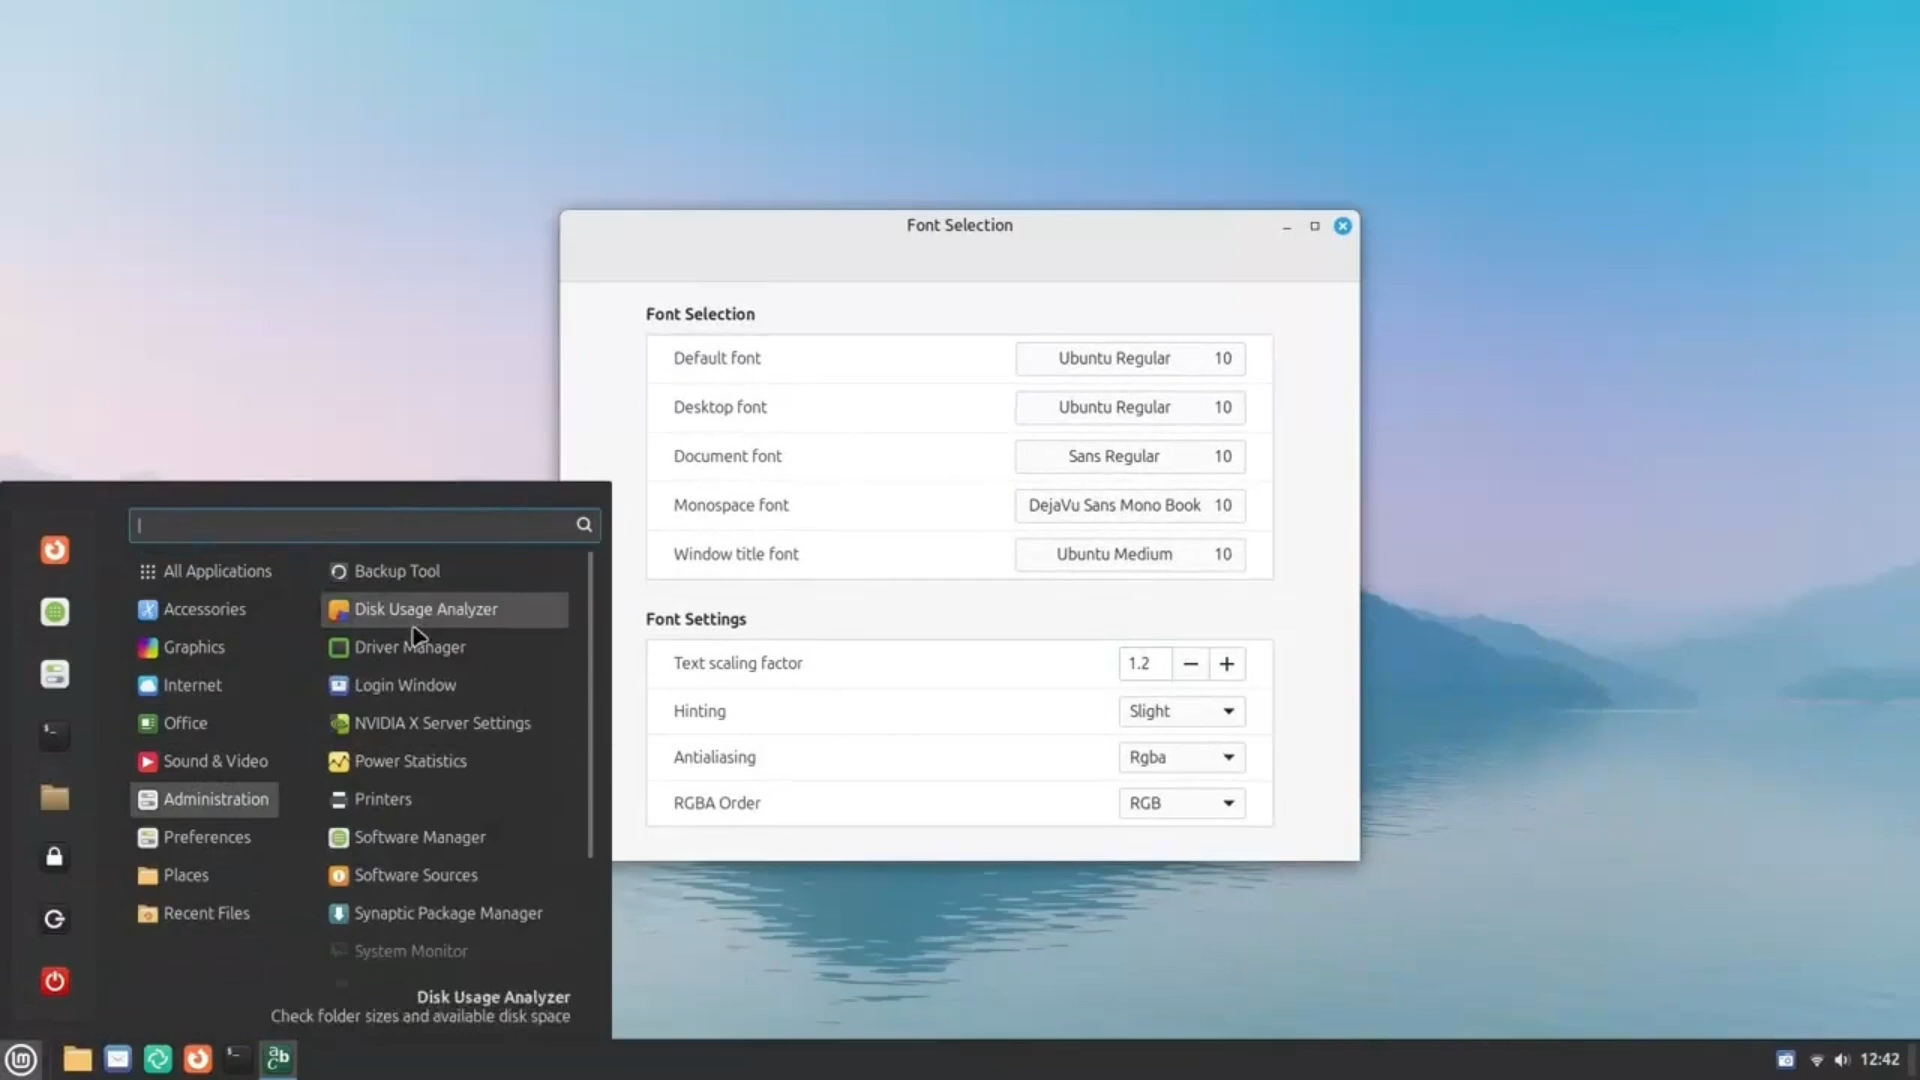 Font Selection
Font Selection
Default font Ubuntu Regular 10
Desktop font Ubuntu Regular 10
Document font Sans Regular 10
Monospace font DejaVu Sans Mono Book 10
Window title font Ubuntu Medium 10
Font Settings
Text scaling factor 1.2 − +
Hinting Slight
Antialiasing Rgba
RGBA Order RGB
All Applications
Accessories
Graphics
Internet
Office
Sound & Video
Administration
Preferences
Places
Recent Files
Backup Tool
Disk Usage Analyzer
Driver Manager
Login Window
NVIDIA X Server Settings
Power Statistics
Printers
Software Manager
Software Sources
Synaptic Package Manager
System Monitor
Disk Usage Analyzer
Check folder sizes and available disk space
ab
c
12:42